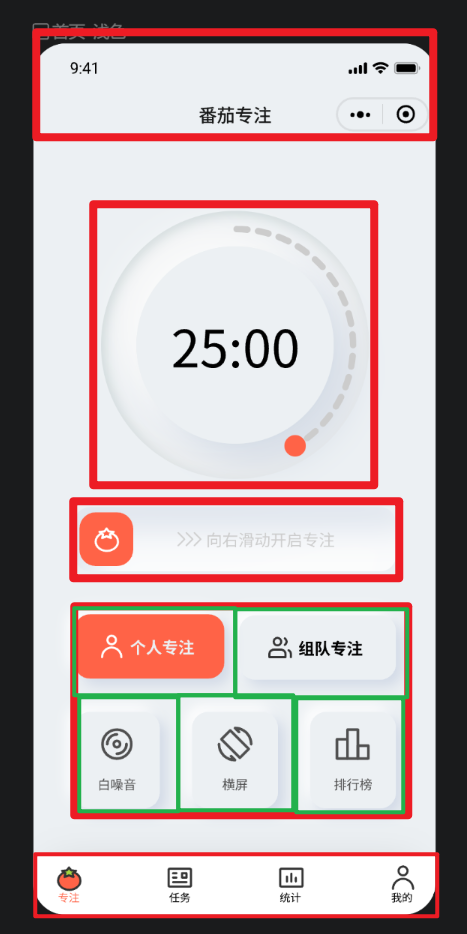 首页-浅色
9:41
番茄专注
25:00
>>> 向右滑动开启专注
个人专注
组队专注
白噪音
横屏
排行榜
专注
任务
统计
我的